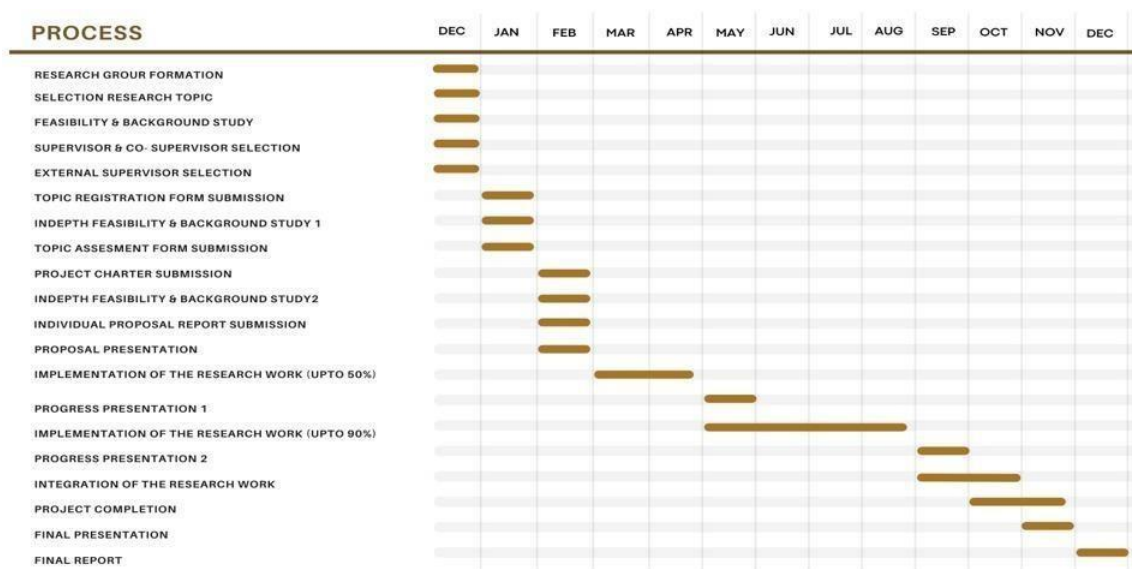 PROCESS DEC JAN FEB MAR APR MAY JUN JUL AUG SEP OCT NOV DEC
RESEARCH GROUR FORMATION
SELECTION RESEARCH TOPIC
FEASIBILITY & BACKGROUND STUDY
SUPERVISOR & CO- SUPERVISOR SELECTION
EXTERNAL SUPERVISOR SELECTION
TOPIC REGISTRATION FORM SUBMISSION
INDEPTH FEASIBILITY & BACKGROUND STUDY 1
TOPIC ASSESMENT FORM SUBMISSION
PROJECT CHARTER SUBMISSION
INDEPTH FEASIBILITY & BACKGROUND STUDY2
INDIVIDUAL PROPOSAL REPORT SUBMISSION
PROPOSAL PRESENTATION
IMPLEMENTATION OF THE RESEARCH WORK (UPTO 50%)
PROGRESS PRESENTATION 1
IMPLEMENTATION OF THE RESEARCH WORK (UPTO 90%)
PROGRESS PRESENTATION 2
INTEGRATION OF THE RESEARCH WORK
PROJECT COMPLETION
FINAL PRESENTATION
FINAL REPORT